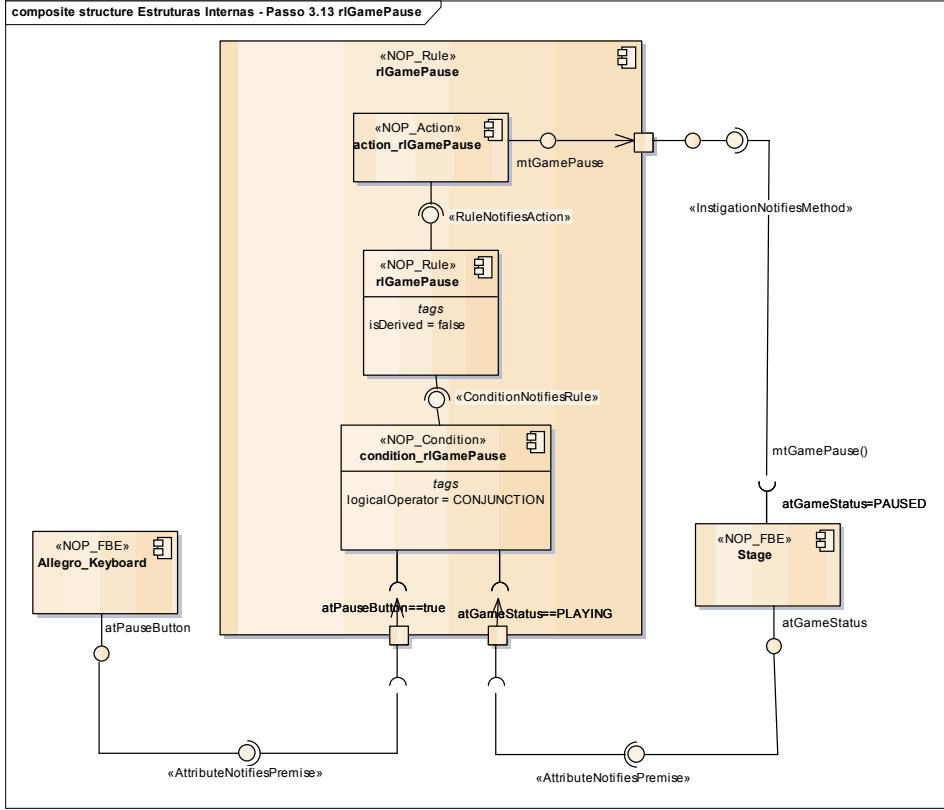 composite structure Estruturas Internas - Passo 3.13 rlGamePause
«NOP_Rule»
rlGamePause
«NOP_Action»
action_rlGamePause
mtGamePause
«InstigationNotifiesMethod»
«RuleNotifiesAction»
«NOP_Rule»
rlGamePause
tags
isDerived = false
«ConditionNotifiesRule»
«NOP_Condition»
condition_rlGamePause
tags
logicalOperator = CONJUNCTION
mtGamePause()
atGameStatus=PAUSED
«NOP_FBE»
Allegro_Keyboard
«NOP_FBE»
Stage
atPauseButton==true
atGameStatus==PLAYING
atPauseButton
atGameStatus
«AttributeNotifiesPremise»
«AttributeNotifiesPremise»